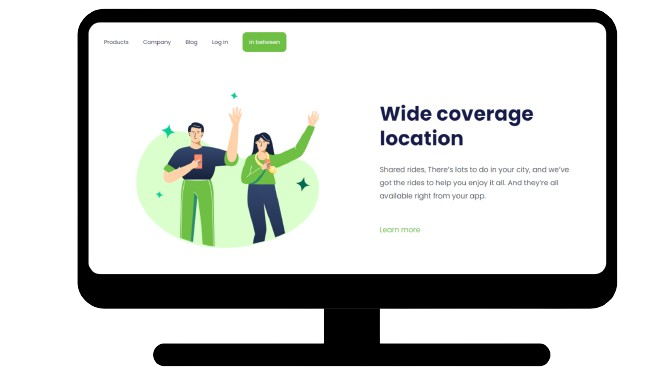 Products Company Blog Log in In between
Wide coverage
location
Shared rides, There's lots to do in your city, and we've
got the rides to help you enjoy it all. And they're all
available right from your app.
Learn more